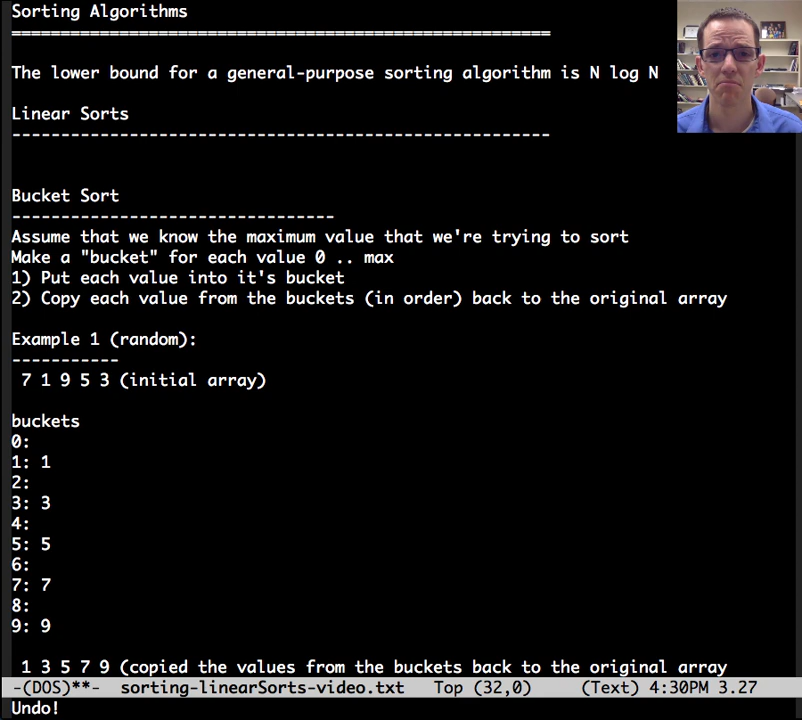 Sorting Algorithms
=======================================================
The lower bound for a general-purpose sorting algorithm is N log N
Linear Sorts
-------------------------------------------------------
Bucket Sort
---------------------------------
Assume that we know the maximum value that we're trying to sort
Make a "bucket" for each value 0 .. max
1) Put each value into it's bucket
2) Copy each value from the buckets (in order) back to the original array
Example 1 (random):
-----------
7 1 9 5 3 (initial array)
buckets
0:
1: 1
2:
3: 3
4:
5: 5
6:
7: 7
8:
9: 9
1 3 5 7 9 (copied the values from the buckets back to the original array
-(DOS)**-  sorting-linearSorts-video.txt   Top (32,0)     (Text) 4:30PM 3.27
Undo!